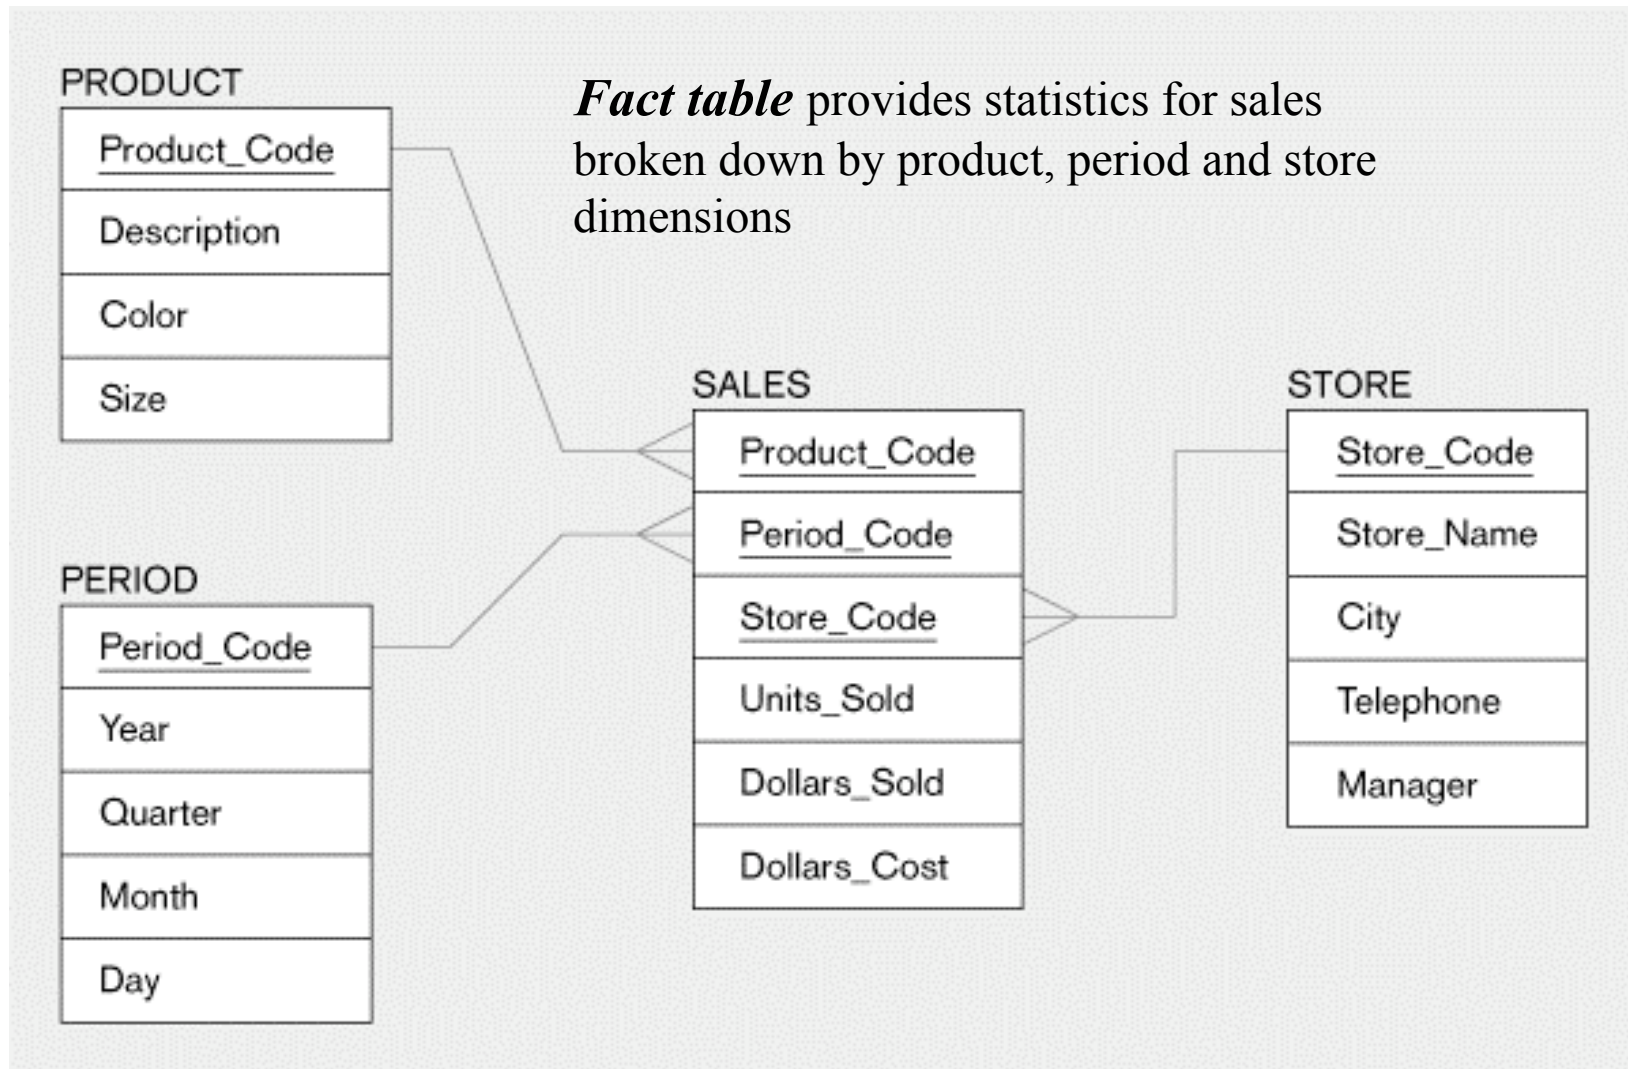 PRODUCT
Product_Code
Description
Color
Size
Fact table provides statistics for sales
broken down by product, period and store
dimensions
PERIOD
Period_Code
Year
Quarter
Month
Day
SALES
Product_Code
Period_Code
Store_Code
Units_Sold
Dollars_Sold
Dollars_Cost
STORE
Store_Code
Store_Name
City
Telephone
Manager